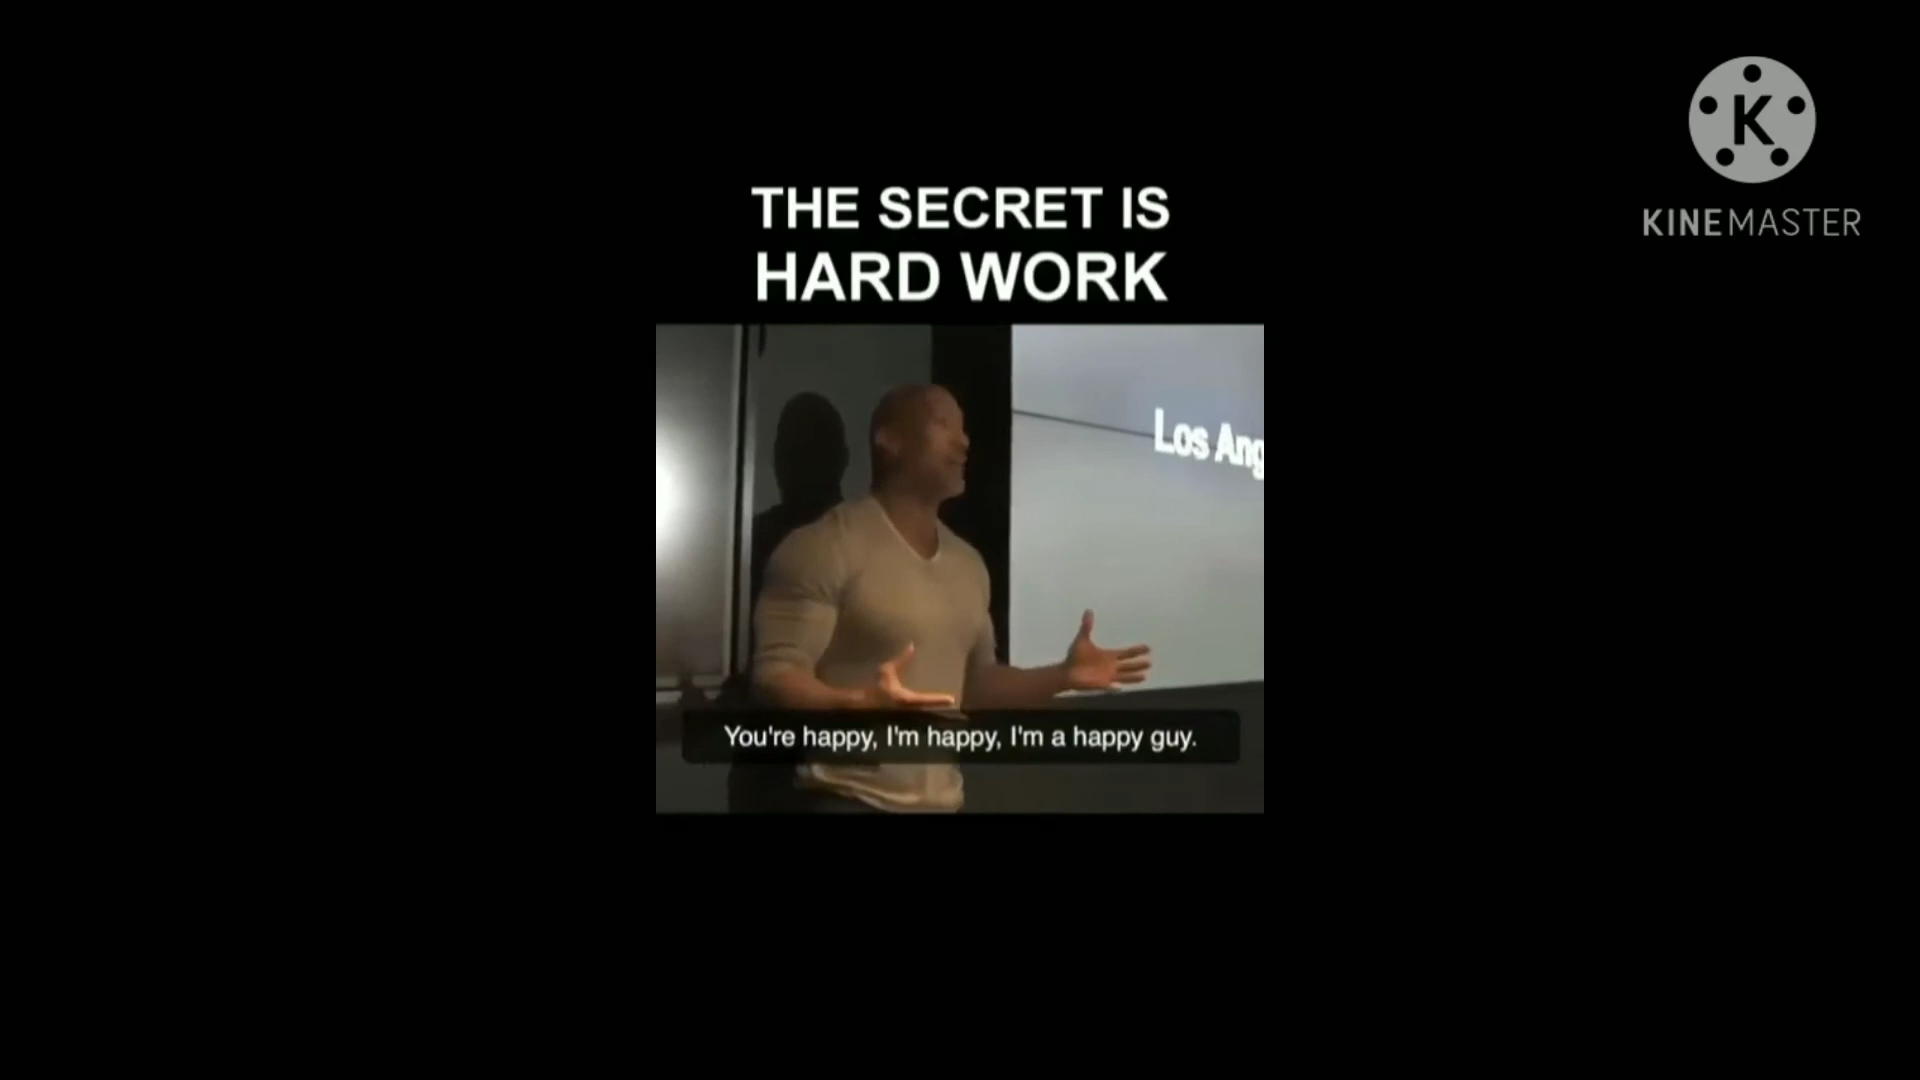 K
KINEMASTER
THE SECRET IS
HARD WORK
Los Ang
You're happy, I'm happy, I'm a happy guy.